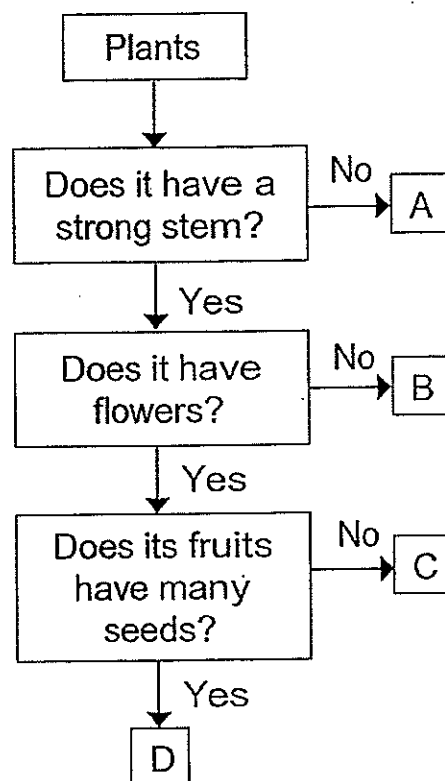 Plants
Does it have a
strong stem?
No
A
Yes
Does it have
flowers?
No
B
Yes
Does its fruits
have many
seeds?
No
C
Yes
D